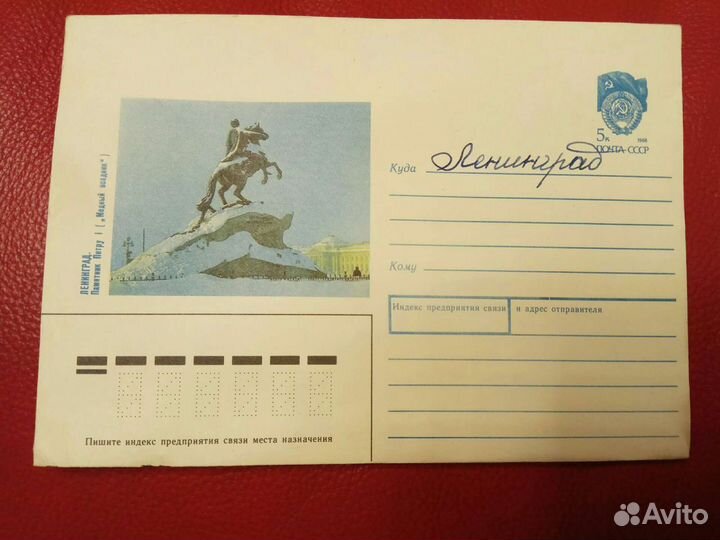 ЛЕНИНГРАД.
Памятник Петру I („Медный всадник“)
5к 1988
ПОЧТА СССР
Куда Ленинград
Кому
Индекс предприятия связи и адрес отправителя
Пишите индекс предприятия связи места назначения
Avito